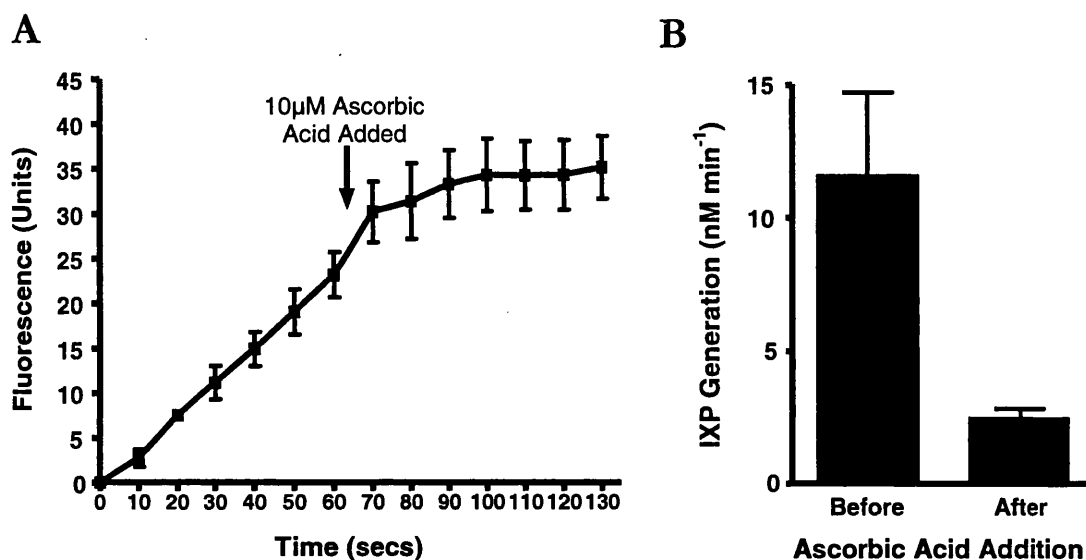 A
45
40
35
30
25
20
15
10
5
0
Fluorescence (Units)
10µM Ascorbic
Acid Added
0 10 20 30 40 50 60 70 80 90 100 110 120 130
Time (secs)
B
15
10
5
0
IXP Generation (nM min⁻¹)
Before After
Ascorbic Acid Addition